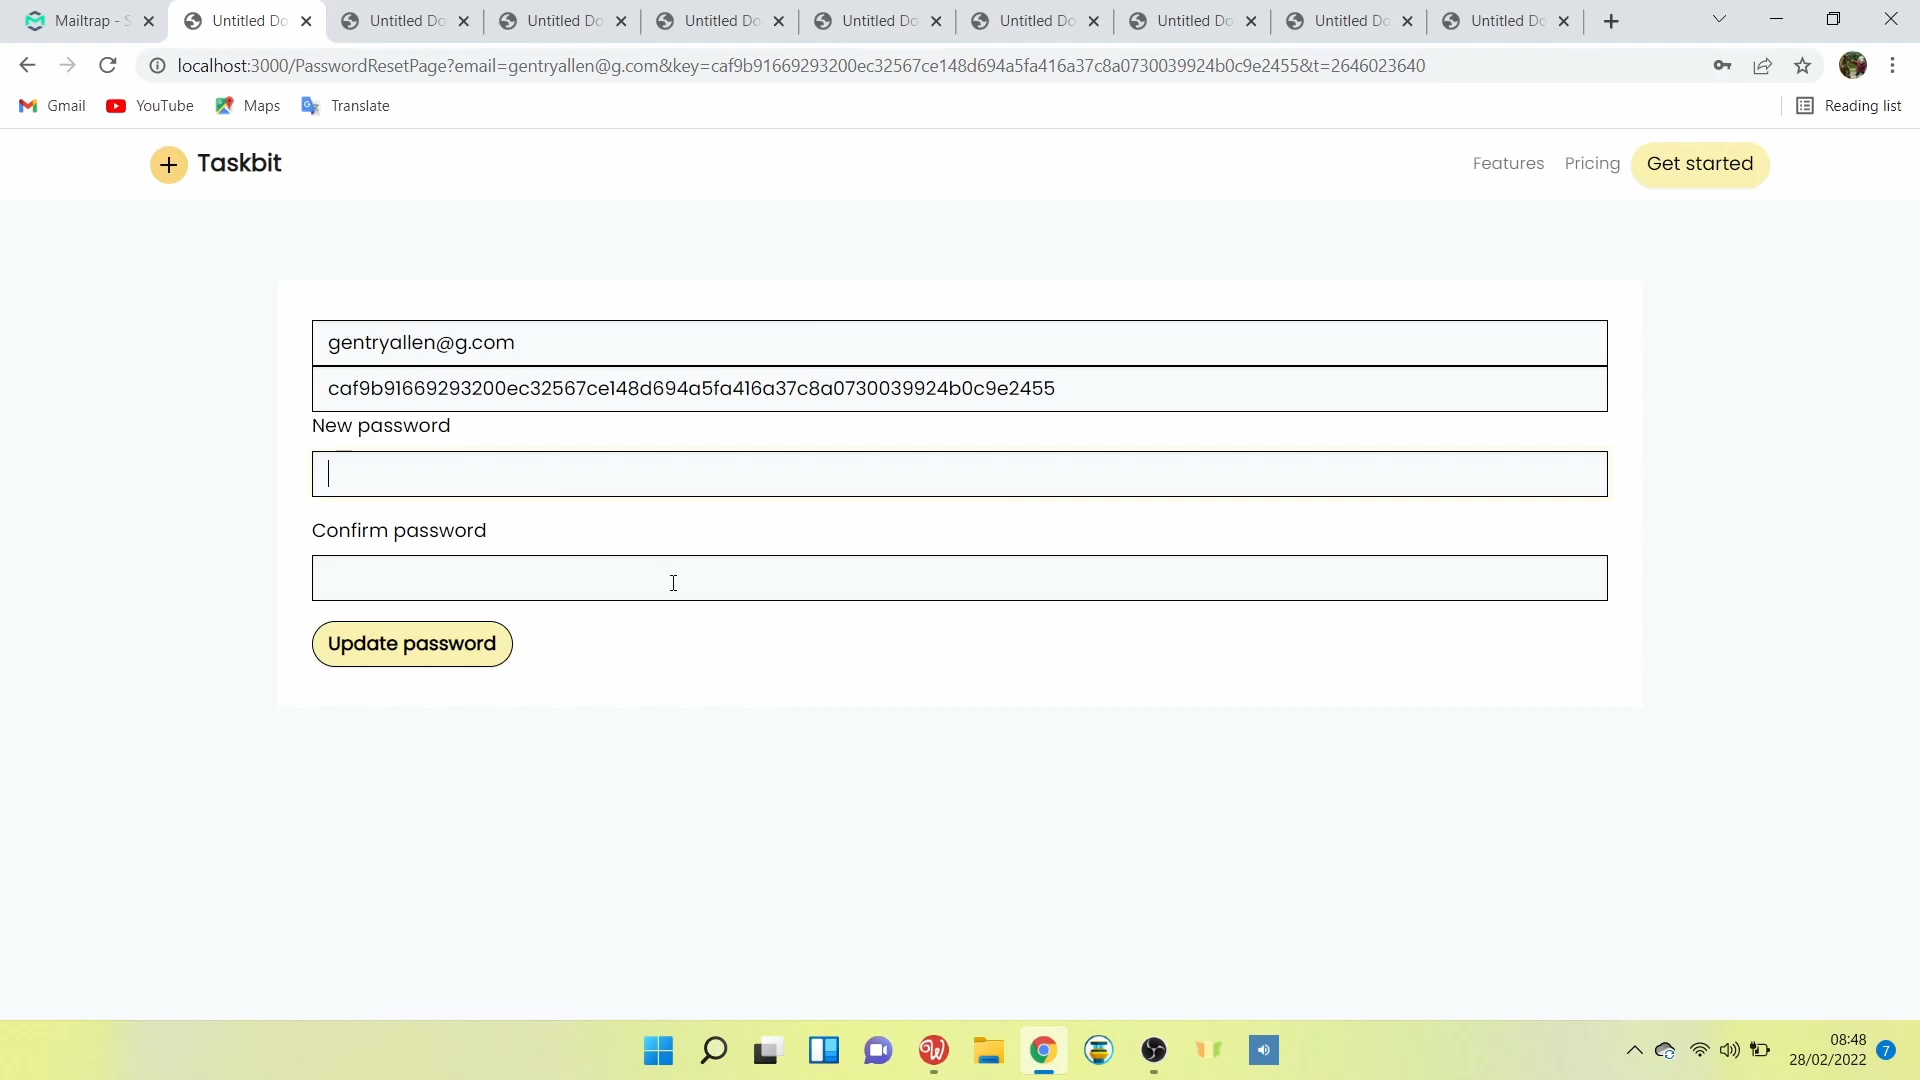 Mailtrap - S Untitled Do Untitled Do Untitled Do Untitled Do Untitled Do Untitled Do Untitled Do Untitled Do Untitled Do
localhost:3000/PasswordResetPage?email=gentryallen@g.com&key=caf9b91669293200ec32567ce148d694a5fa416a37c8a0730039924b0c9e2455&t=2646023640
Gmail YouTube Maps Translate Reading list
Taskbit Features Pricing Get started
gentryallen@g.com
caf9b91669293200ec32567ce148d694a5fa416a37c8a0730039924b0c9e2455
New password
Confirm password
Update password
08:48
28/02/2022 7